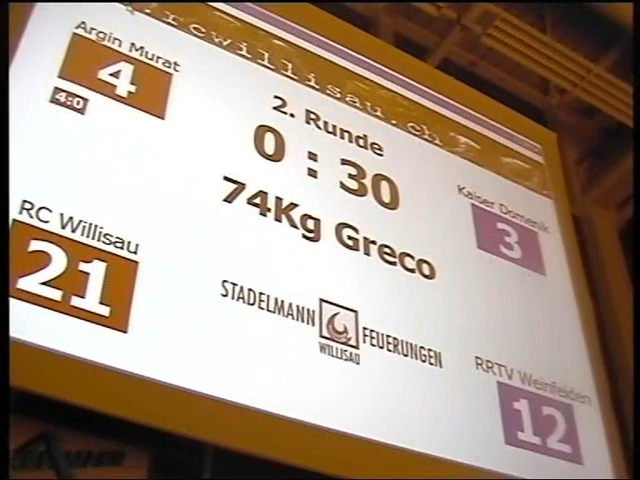 .rcwillisau.ch
Argin Murat
4
4:0
2. Runde
0 : 30
74Kg Greco
Kaiser Domenik
3
RC Willisau
21
STADELMANN FEUERUNGEN
WILLISAU
RRTV Weinfelden
12